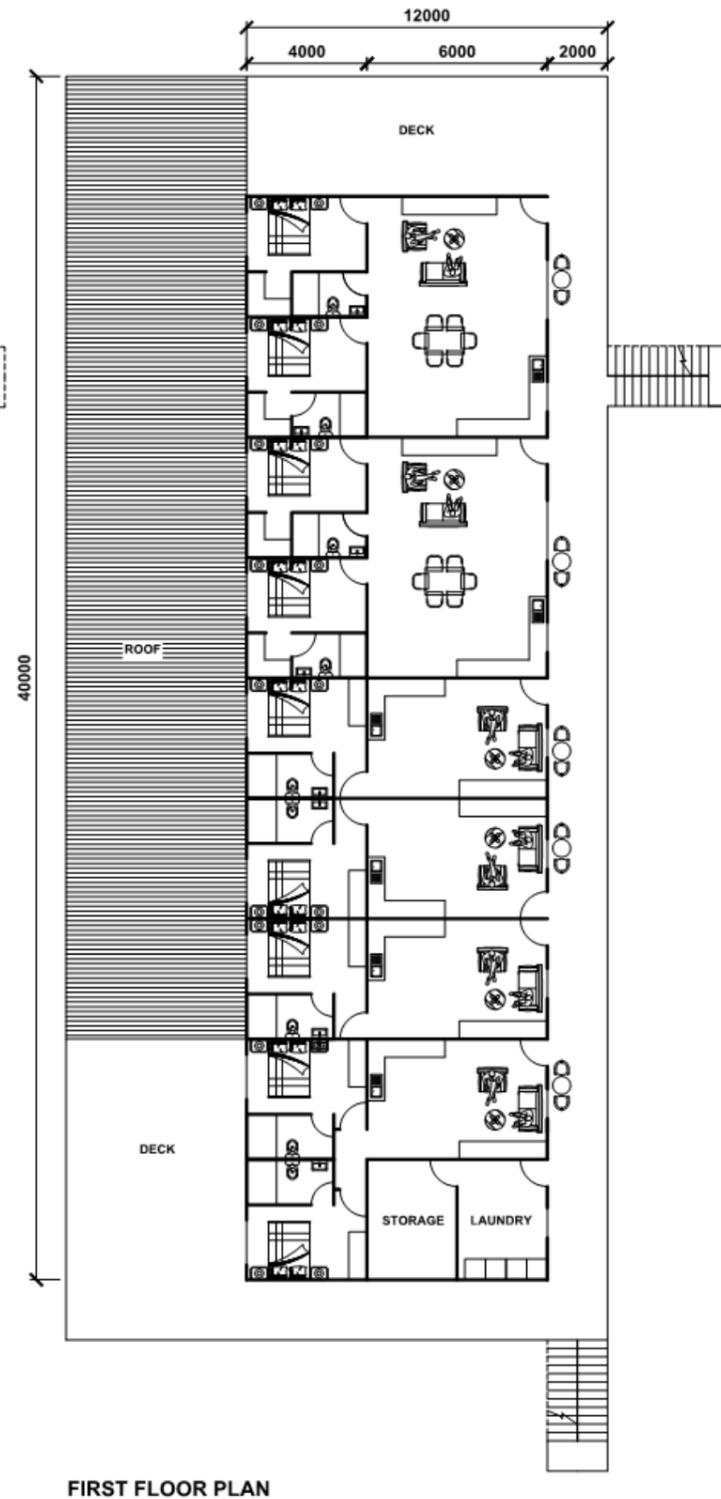 12000
4000
6000
2000
DECK
40000
ROOF
DECK
STORAGE
LAUNDRY
FIRST FLOOR PLAN